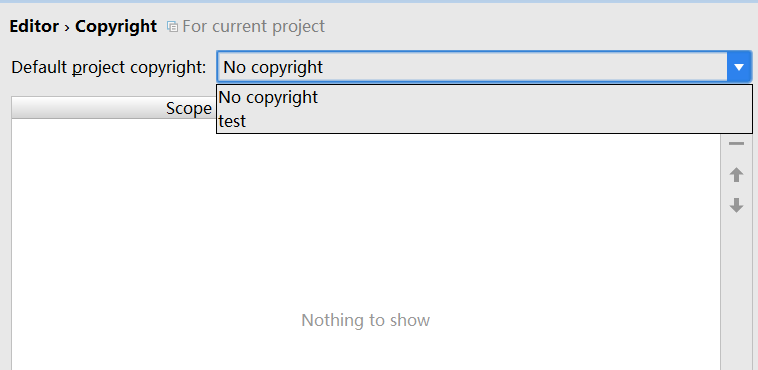 Editor › Copyright For current project
Default project copyright: No copyright
No copyright
test
Scope
Nothing to show